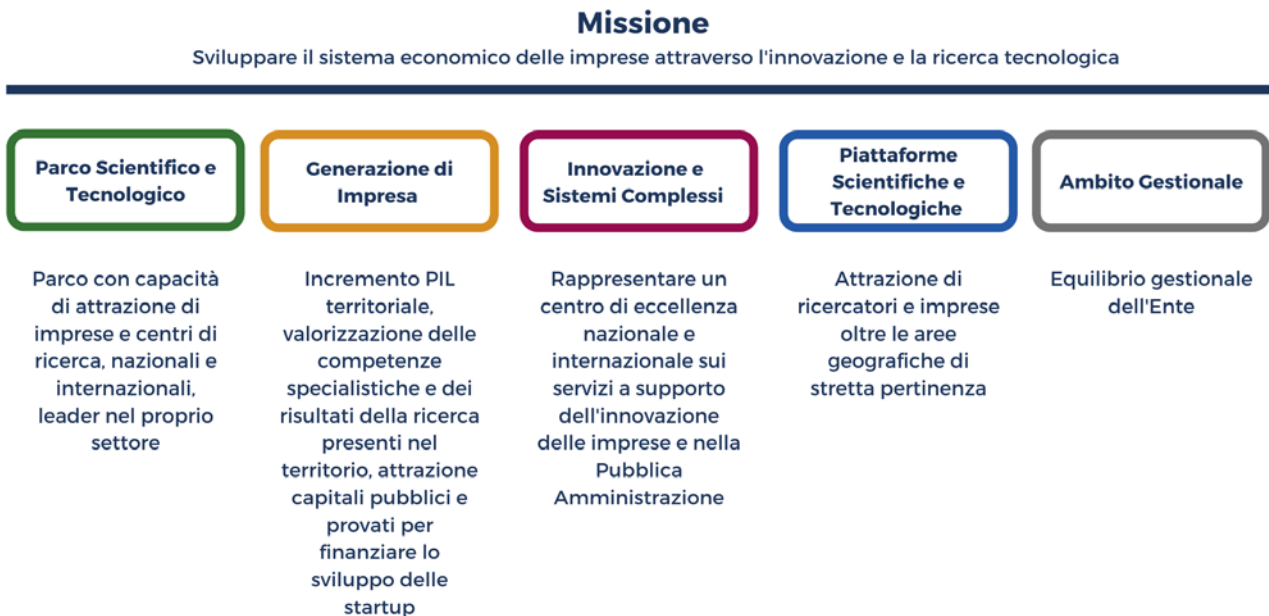 Missione
Sviluppare il sistema economico delle imprese attraverso l'innovazione e la ricerca tecnologica
Parco Scientifico e
Tecnologico
Parco con capacità
di attrazione di
imprese e centri di
ricerca, nazionali e
internazionali,
leader nel proprio
settore
Generazione di
Impresa
Incremento PIL
territoriale,
valorizzazione delle
competenze
specialistiche e dei
risultati della ricerca
presenti nel
territorio, attrazione
capitali pubblici e
provati per
finanziare lo
sviluppo delle
startup
Innovazione e
Sistemi Complessi
Rappresentare un
centro di eccellenza
nazionale e
internazionale sui
servizi a supporto
dell'innovazione
delle imprese e nella
Pubblica
Amministrazione
Piattaforme
Scientifiche e
Tecnologiche
Attrazione di
ricercatori e imprese
oltre le aree
geografiche di
stretta pertinenza
Ambito Gestionale
Equilibrio gestionale
dell'Ente